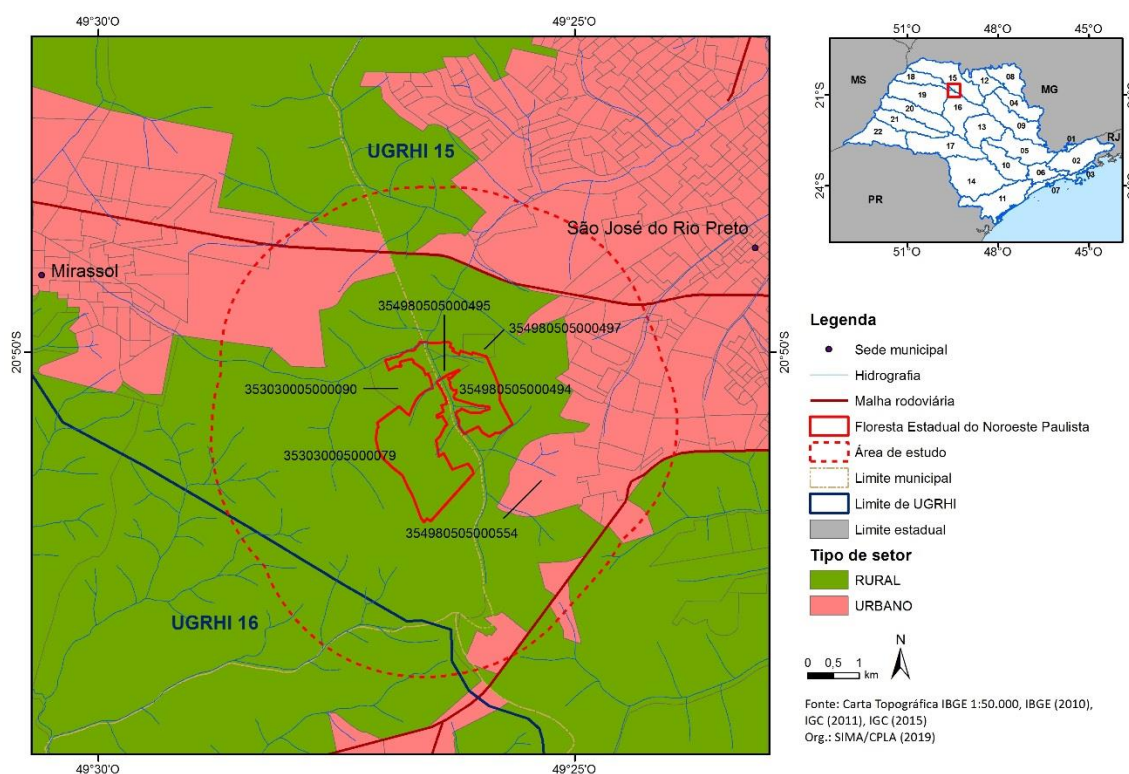 49°30'O
49°25'O
UGRHI 15
São José do Rio Preto
Mirassol
20°50'S
20°50'S
354980505000495
354980505000497
353030005000090
354980505000494
353030005000079
354980505000554
UGRHI 16
49°30'O
49°25'O
51°O
48°O
45°O
MS
MG
RJ
PR
21°S
24°S
18
15
12
08
19
16
04
20
09
21
13
22
17
05
10
01
02
06
03
14
07
11
51°O
48°O
45°O
Legenda
Sede municipal
Hidrografia
Malha rodoviária
Floresta Estadual do Noroeste Paulista
Área de estudo
Limite municipal
Limite de UGRHI
Limite estadual
Tipo de setor
RURAL
URBANO
N
0 0,5 1
km
Fonte: Carta Topográfica IBGE 1:50.000, IBGE (2010),
IGC (2011), IGC (2015)
Org.: SIMA/CPLA (2019)